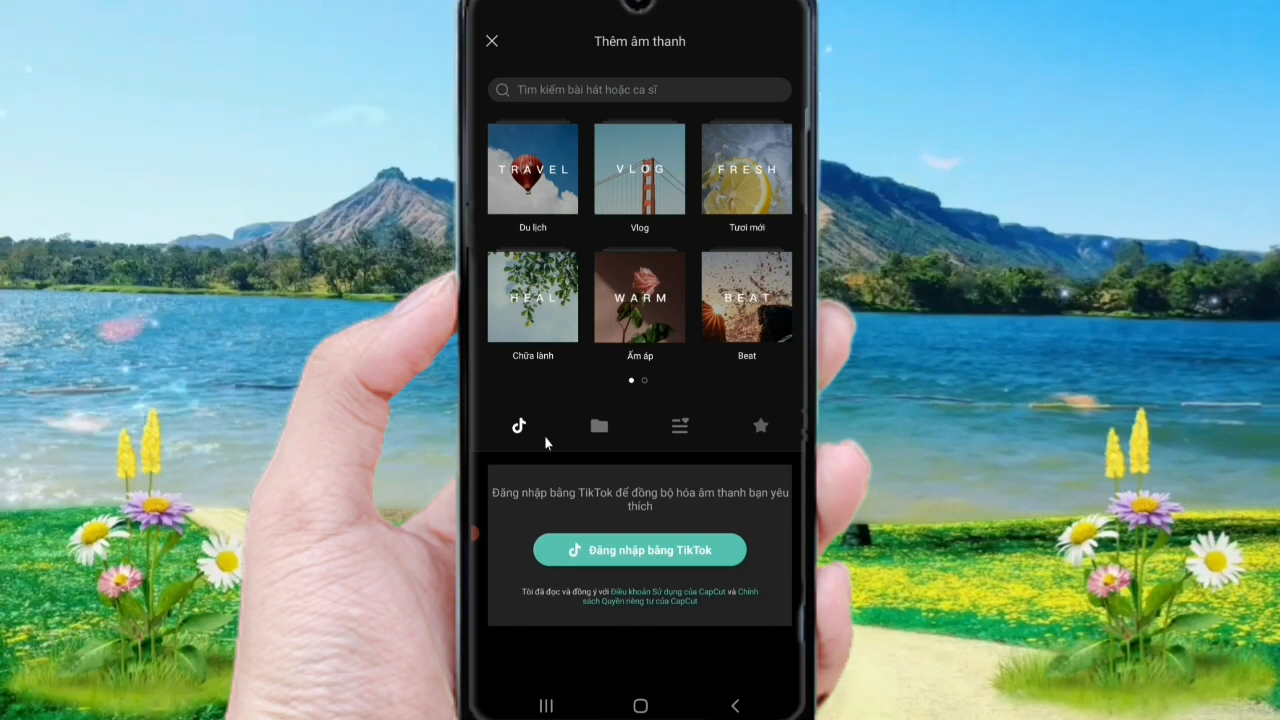 Thêm âm thanh
Tìm kiếm bài hát hoặc ca sĩ
TRAVEL
VLOG
FRESH
Du lịch
Vlog
Tươi mới
HEAL
WARM
BEAT
Chữa lành
Ấm áp
Beat
Đăng nhập bằng TikTok để đồng bộ hóa âm thanh bạn yêu
thích
Đăng nhập bằng TikTok
Tôi đã đọc và đồng ý với Điều khoản Sử dụng của CapCut và Chính
sách Quyền riêng tư của CapCut